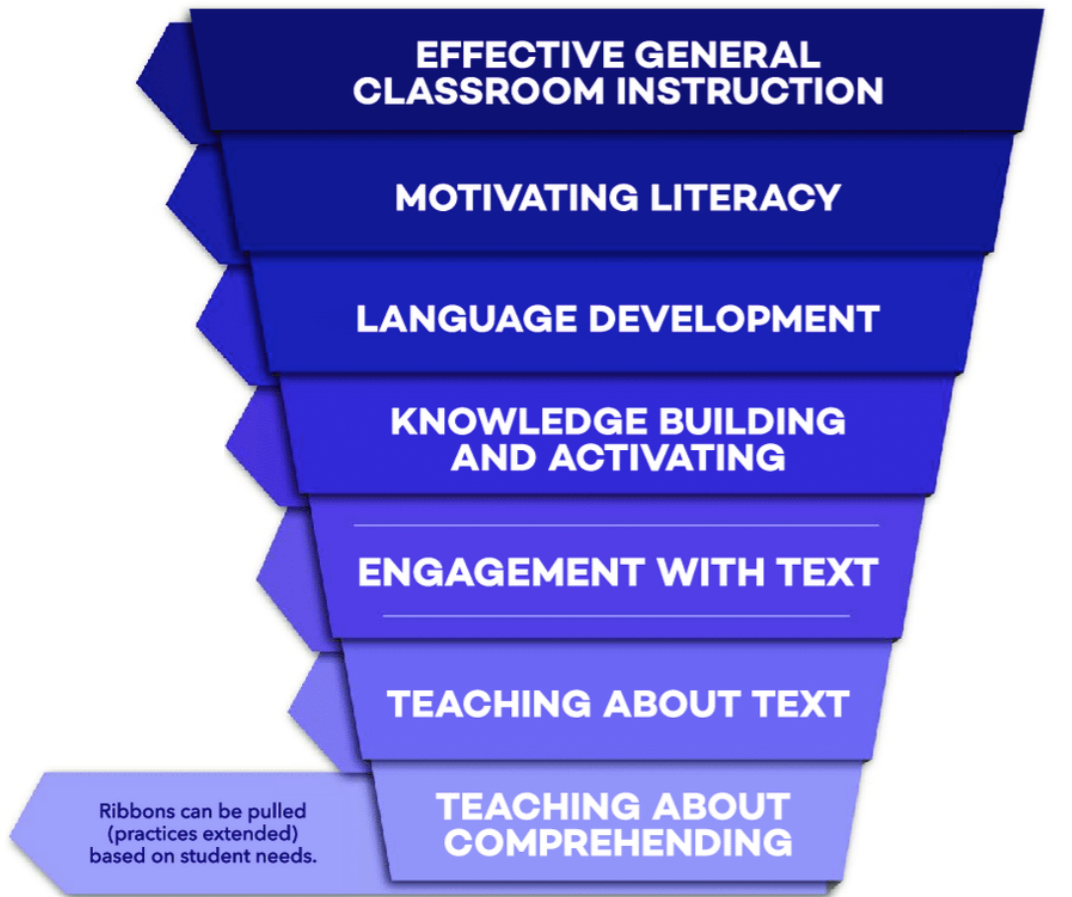 EFFECTIVE GENERAL
CLASSROOM INSTRUCTION
MOTIVATING LITERACY
LANGUAGE DEVELOPMENT
KNOWLEDGE BUILDING
AND ACTIVATING
ENGAGEMENT WITH TEXT
TEACHING ABOUT TEXT
TEACHING ABOUT
COMPREHENDING
Ribbons can be pulled
(practices extended)
based on student needs.